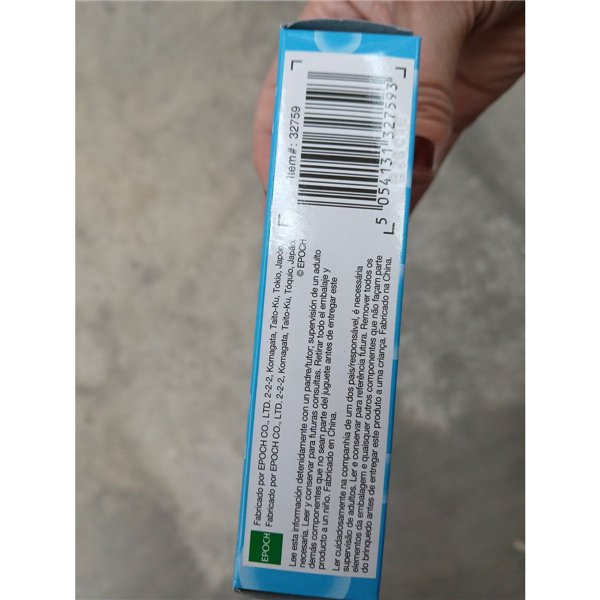 item#: 32759
5 054131 327593
Fabricado por EPOCH CO., LTD. 2-2-2, Komagata, Taito-Ku, Tokio, Japón.
Fabricado por EPOCH CO., LTD. 2-2-2, Komagata, Taito-Ku, Tóquio, Japão.
© EPOCH
EPOCH
Lee esta información detenidamente con un padre/tutor; supervisión de un adulto
necesaria. Leer y conservar para futuras consultas. Retirar todo el embalaje y
demás componentes que no sean parte del juguete antes de entregar este
producto a un niño. Fabricado en China.
Ler cuidadosamente na companhia de um dos pais/responsável, é necessária
supervisão de adultos. Ler e conservar para referência futura. Remover todos os
elementos da embalagem e quaisquer outros componentes que não façam parte
do brinquedo antes de entregar este produto a uma criança. Fabricado na China.